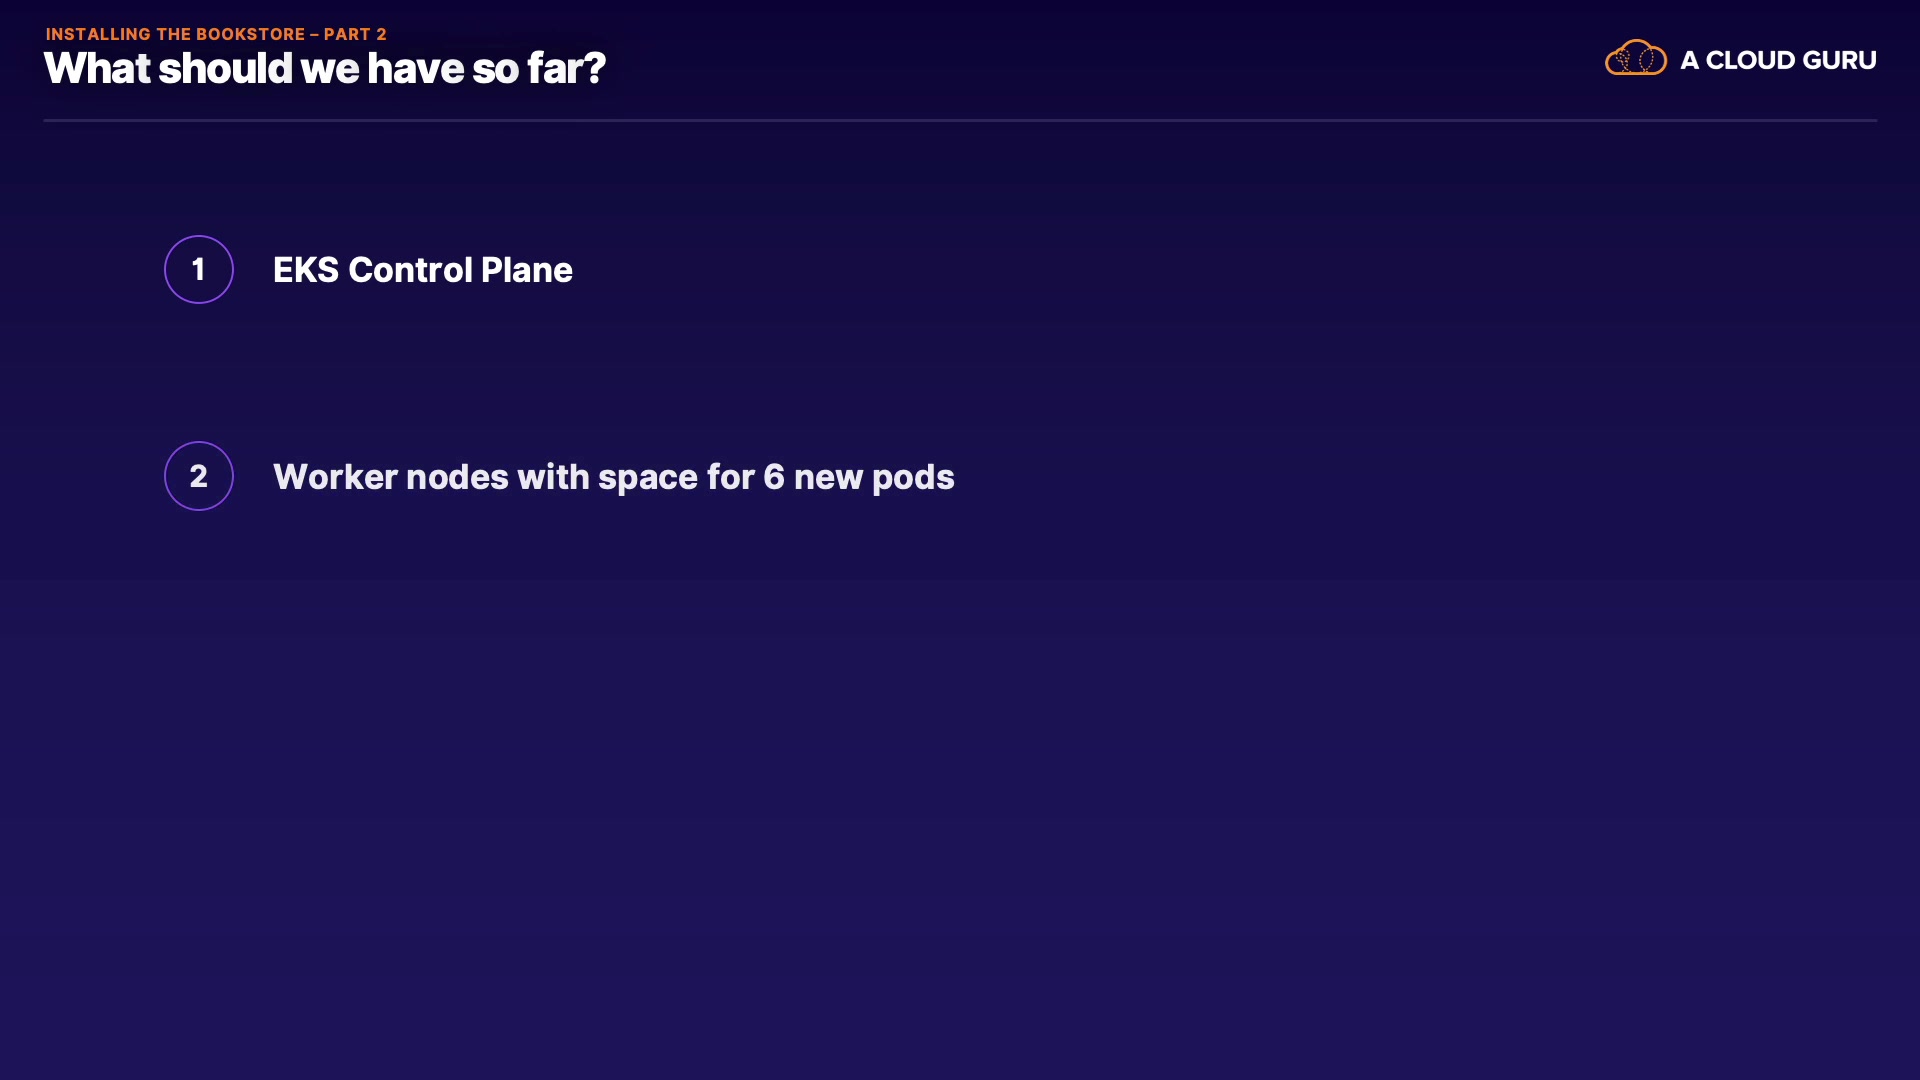 INSTALLING THE BOOKSTORE – PART 2
What should we have so far?
A CLOUD GURU
1 EKS Control Plane
2 Worker nodes with space for 6 new pods